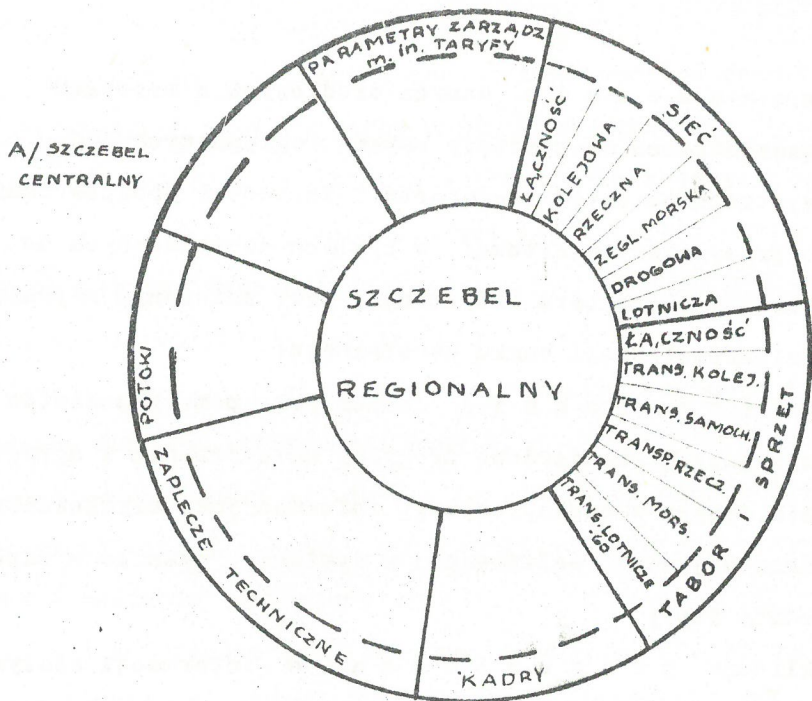 PARAMETRY ZARZĄDZ
m. in. TARYFY
A/ SZCZEBEL
CENTRALNY
SIEĆ
ŁĄCZNOŚĆ
KOLEJOWA
RZECZNA
ŻEGL. MORSKA
DROGOWA
LOTNICZA
SZCZEBEL
REGIONALNY
TABOR I SPRZĘT
ŁĄCZNOŚĆ
TRANS. KOLEJ.
TRANS. SAMOCH.
TRANSP. RZECZ.
TRANS. MORS.
TRANS. LOTNICZE
GO
POTOKI
ZAPLECZE TECHNICZNE
KADRY